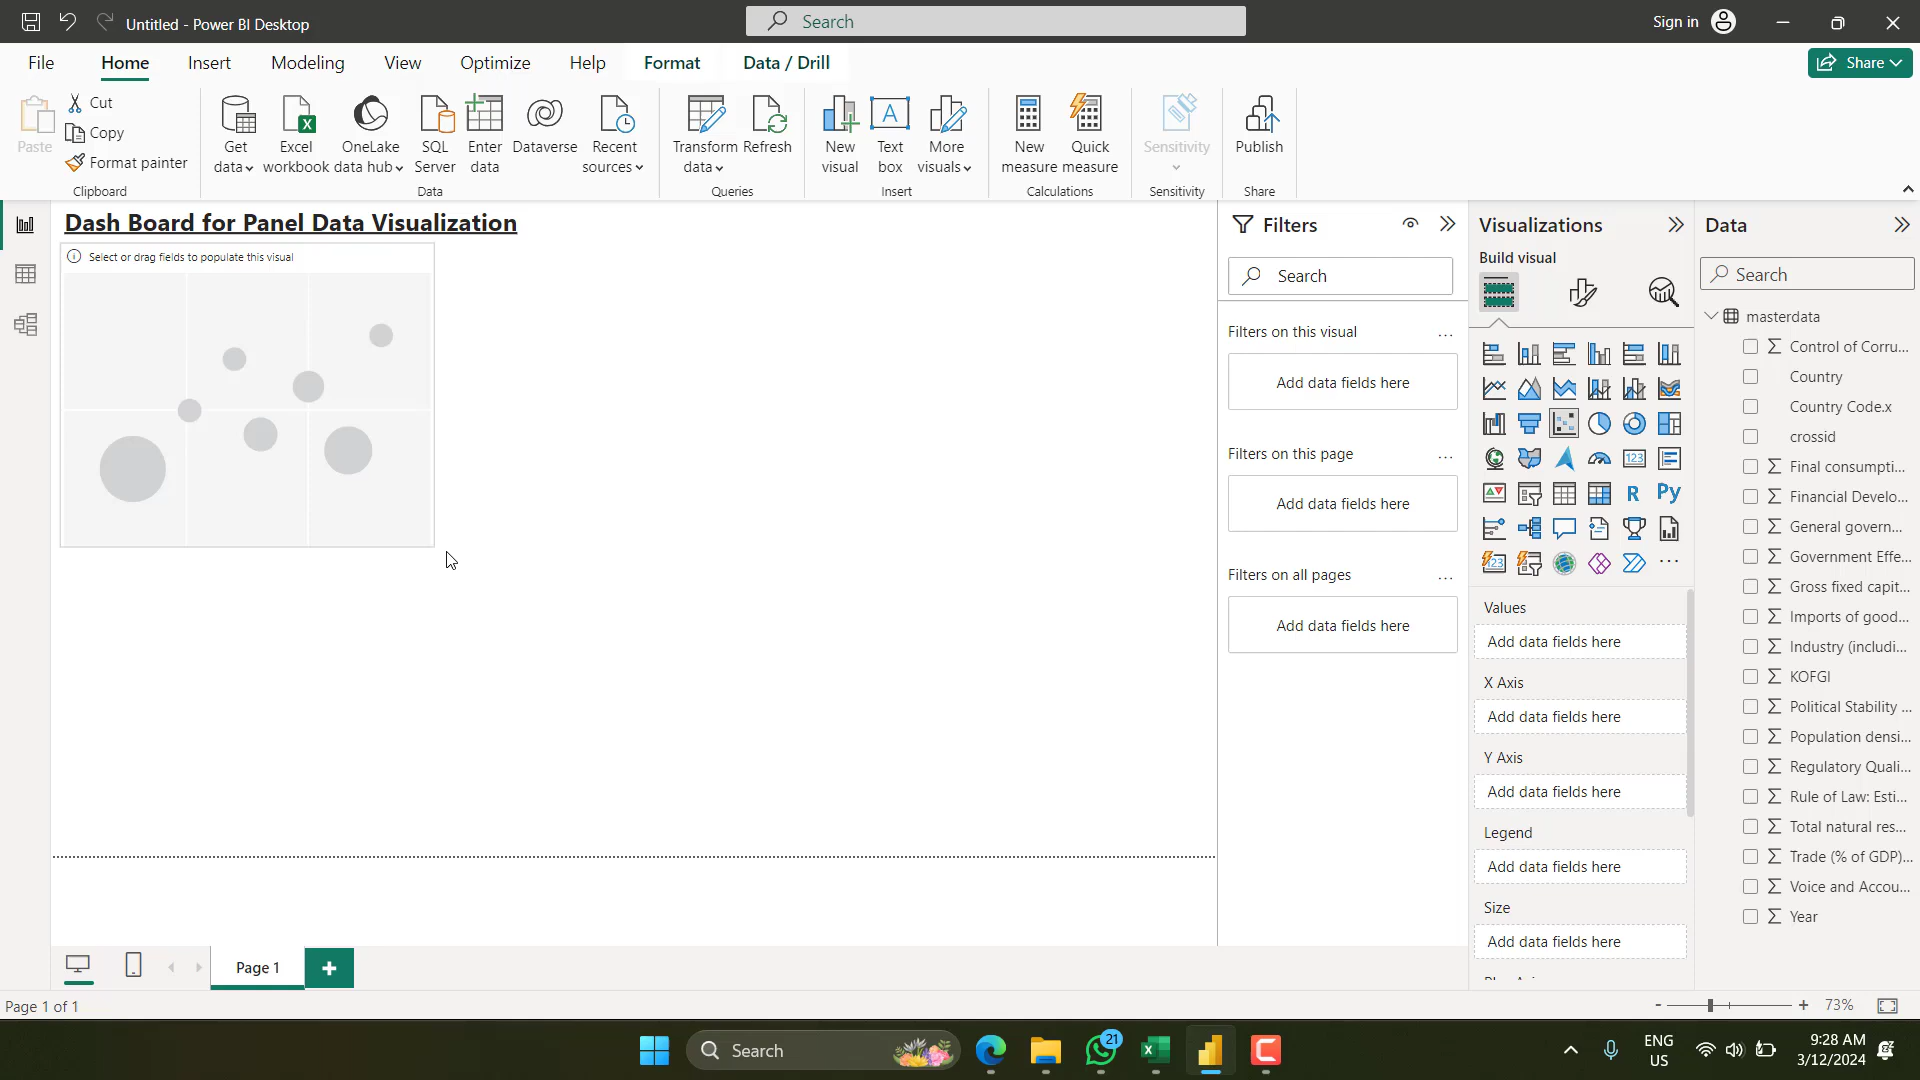 Untitled - Power BI Desktop
Search
Sign in
File
Home
Insert
Modeling
View
Optimize
Help
Format
Data / Drill
Share
Paste
Cut
Copy
Format painter
Clipboard
Get data
Excel workbook
OneLake data hub
SQL Server
Enter data
Dataverse
Recent sources
Data
Transform data
Refresh
Queries
New visual
Text box
More visuals
Insert
New measure
Quick measure
Calculations
Sensitivity
Sensitivity
Publish
Share
Dash Board for Panel Data Visualization
Select or drag fields to populate this visual
Filters
Search
Filters on this visual
...
Add data fields here
Filters on this page
...
Add data fields here
Filters on all pages
...
Add data fields here
Visualizations
Build visual
123
R
Py
123
...
Values
Add data fields here
X Axis
Add data fields here
Y Axis
Add data fields here
Legend
Add data fields here
Size
Add data fields here
Data
Search
masterdata
Control of Corru...
Country
Country Code.x
crossid
Final consumpti...
Financial Develo...
General govern...
Government Effe...
Gross fixed capit...
Imports of good...
Industry (includi...
KOFGI
Political Stability ...
Population densi...
Regulatory Quali...
Rule of Law: Esti...
Total natural res...
Trade (% of GDP)...
Voice and Accou...
Year
Page 1
Page 1 of 1
- + 73%
Search
21
ENG
US
9:28 AM
3/12/2024